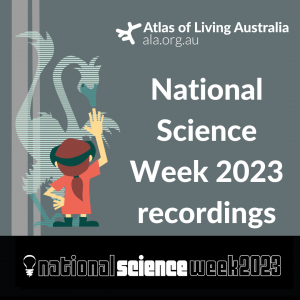 Atlas of Living Australia
ala.org.au
National
Science
Week 2023
recordings
national science week 2023